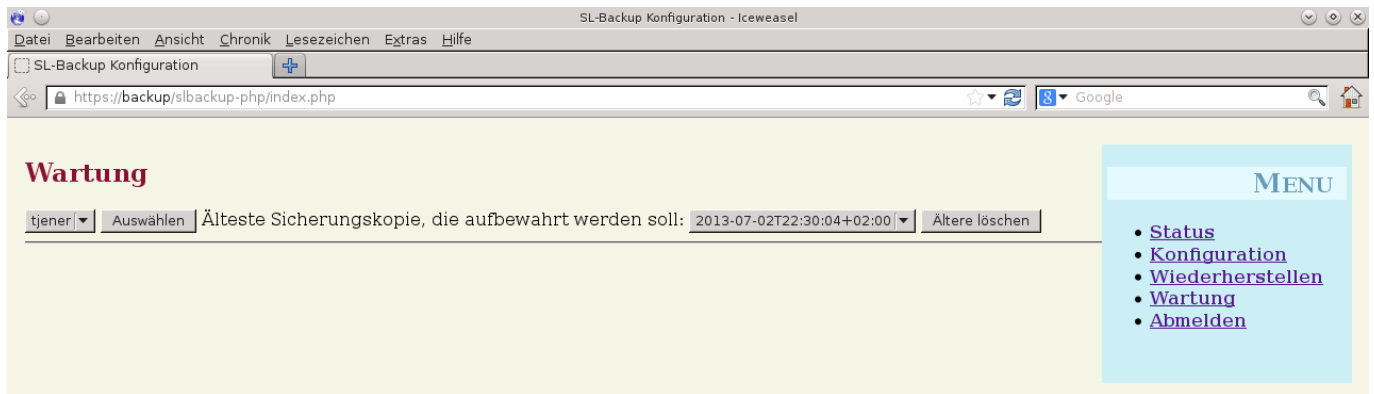 SL-Backup Konfiguration - Iceweasel
Datei Bearbeiten Ansicht Chronik Lesezeichen Extras Hilfe
SL-Backup Konfiguration
https://backup/slbackup-php/index.php
8 Google
Wartung
tjener Auswählen Älteste Sicherungskopie, die aufbewahrt werden soll: 2013-07-02T22:30:04+02:00 Ältere löschen
MENU
Status
Konfiguration
Wiederherstellen
Wartung
Abmelden